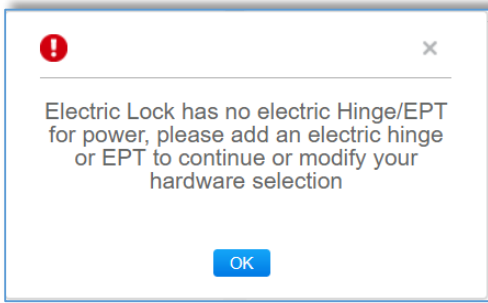 Electric Lock has no electric Hinge/EPT
for power, please add an electric hinge
or EPT to continue or modify your
hardware selection
OK